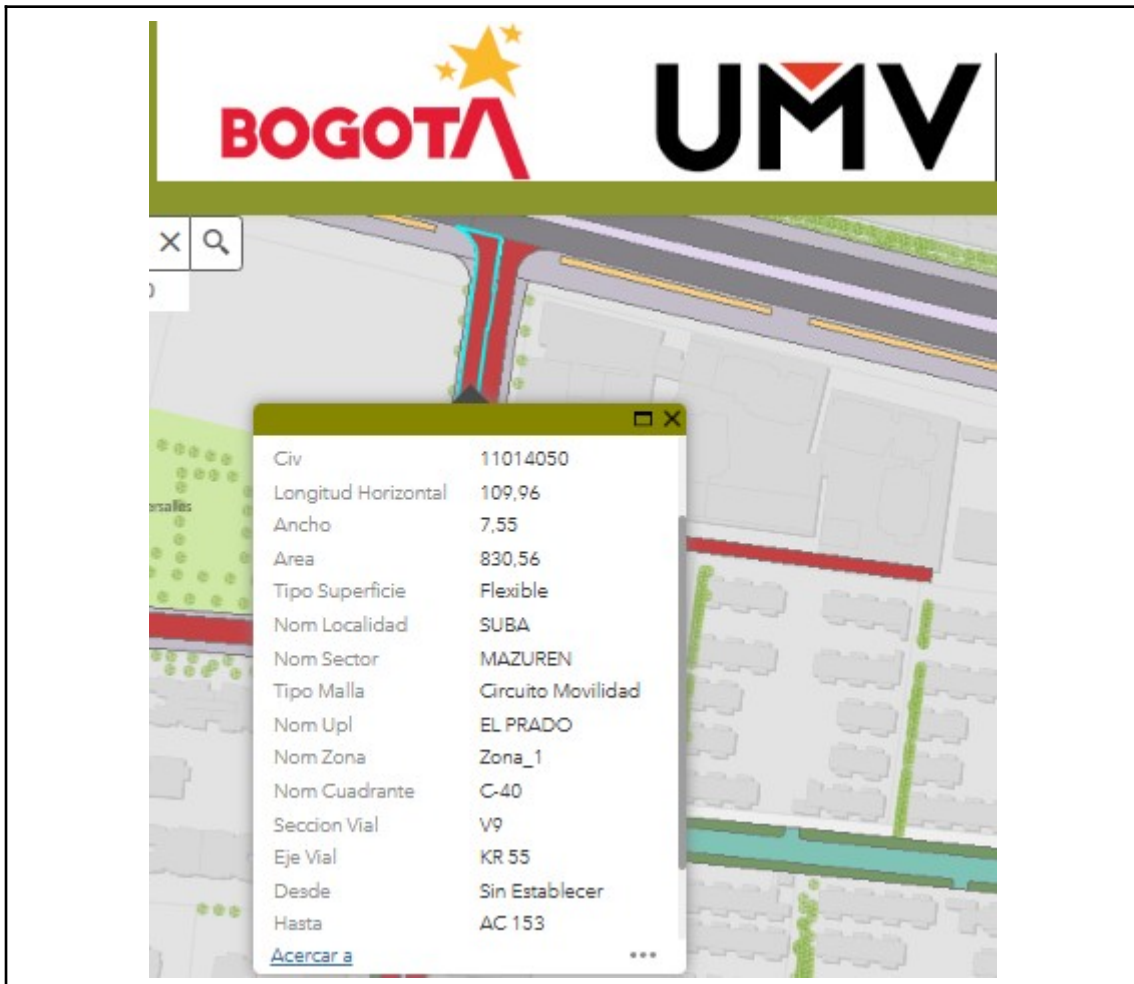 BOGOTA
UMV
Civ 11014050
Longitud Horizontal 109,96
Ancho 7,55
Area 830,56
Tipo Superficie Flexible
Nom Localidad SUBA
Nom Sector MAZUREN
Tipo Malla Circuito Movilidad
Nom Upl EL PRADO
Nom Zona Zona_1
Nom Cuadrante C-40
Seccion Vial V9
Eje Vial KR 55
Desde Sin Establecer
Hasta AC 153
Acercar a